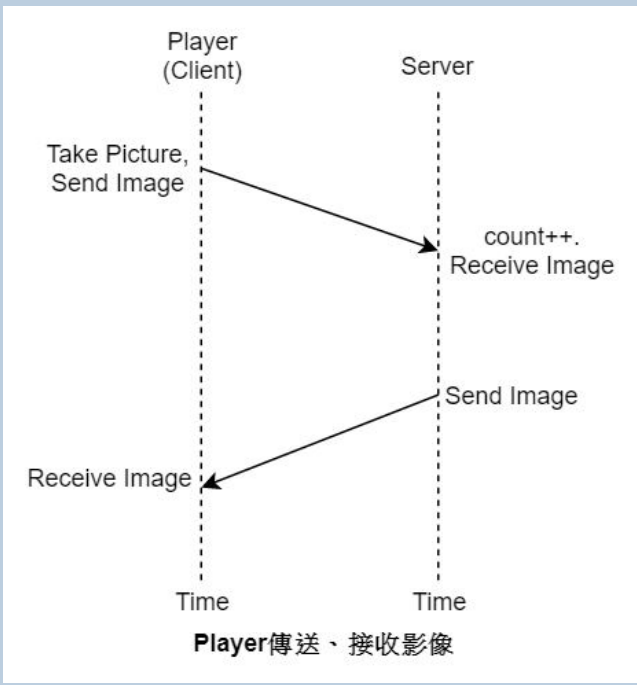 Player
(Client)
Server
Take Picture,
Send Image
count++.
Receive Image
Send Image
Receive Image
Time
Time
Player傳送、接收影像